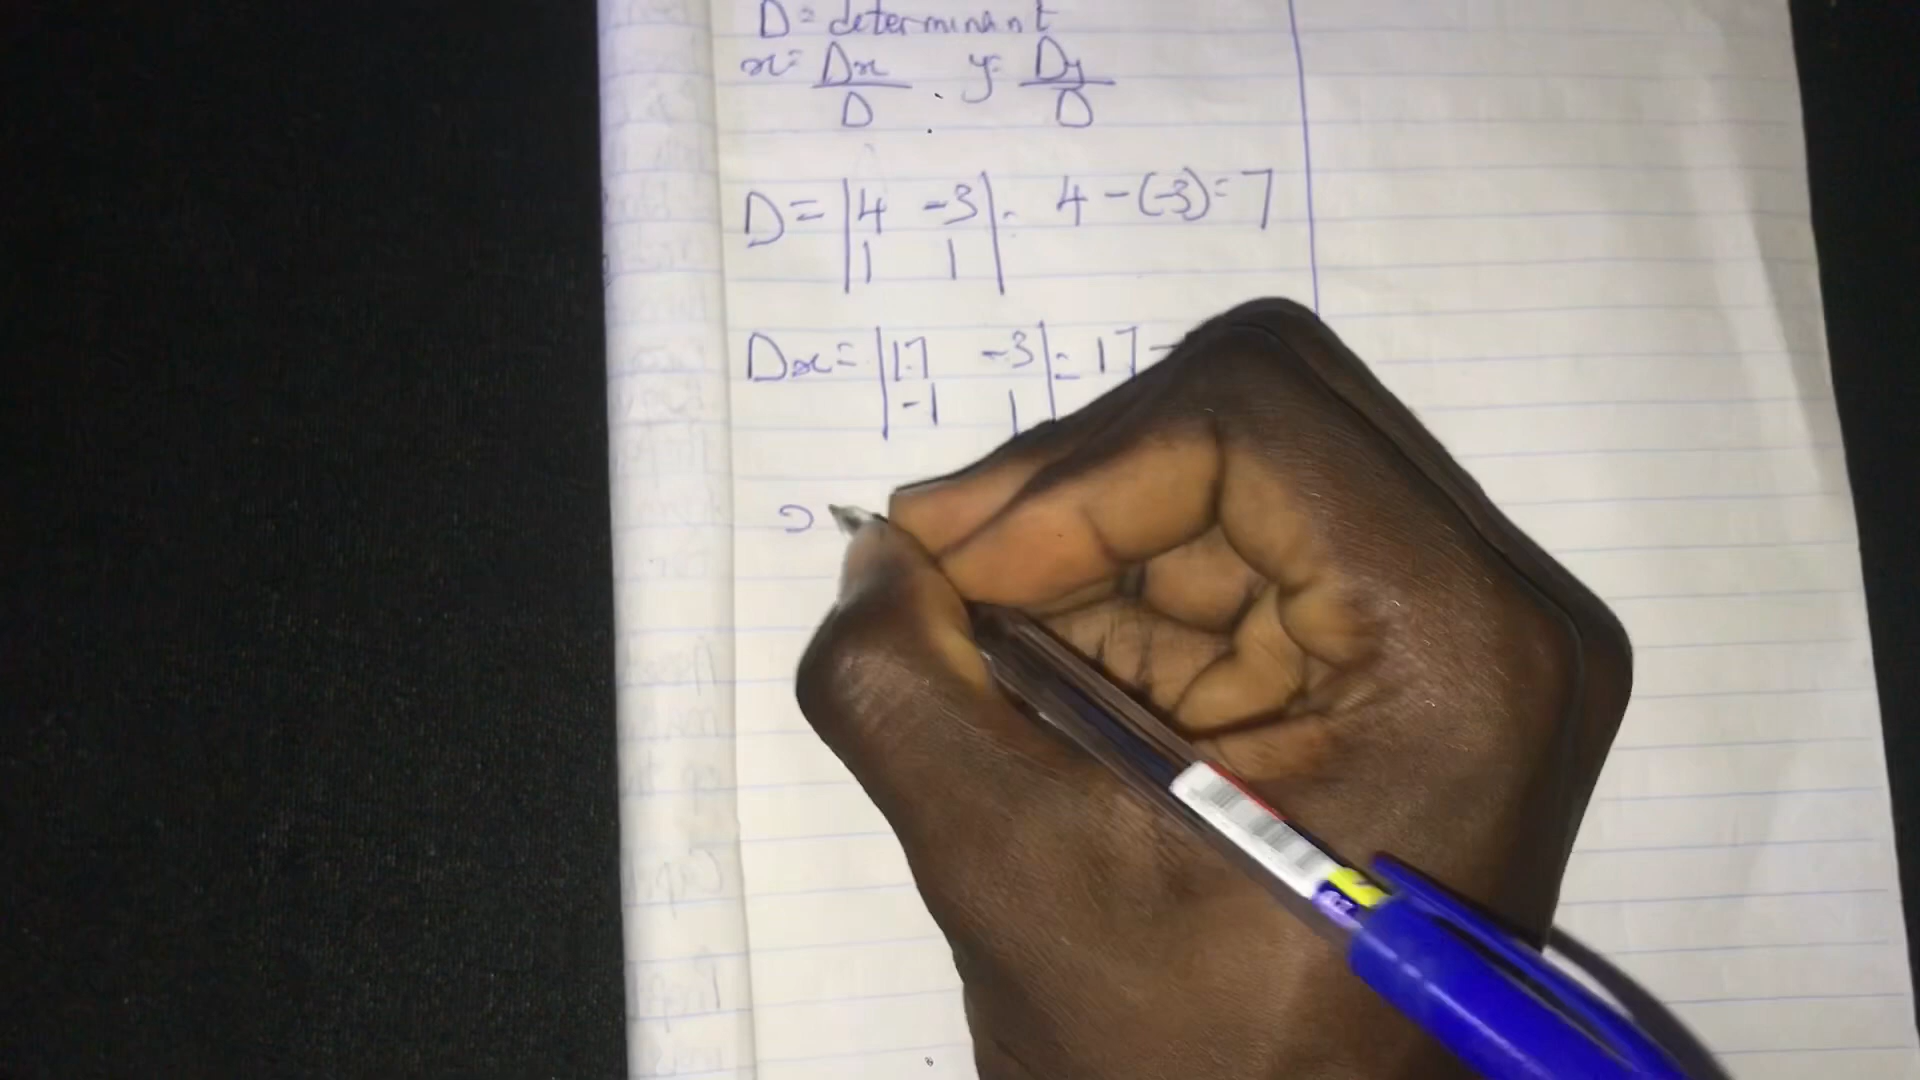 D = determinant
x = Dx/D . y = Dy/D
D = |4 -3| = 4 - (-3) = 7
|1 1|
Dx = |17 -3| = 17 -
|-1 1|